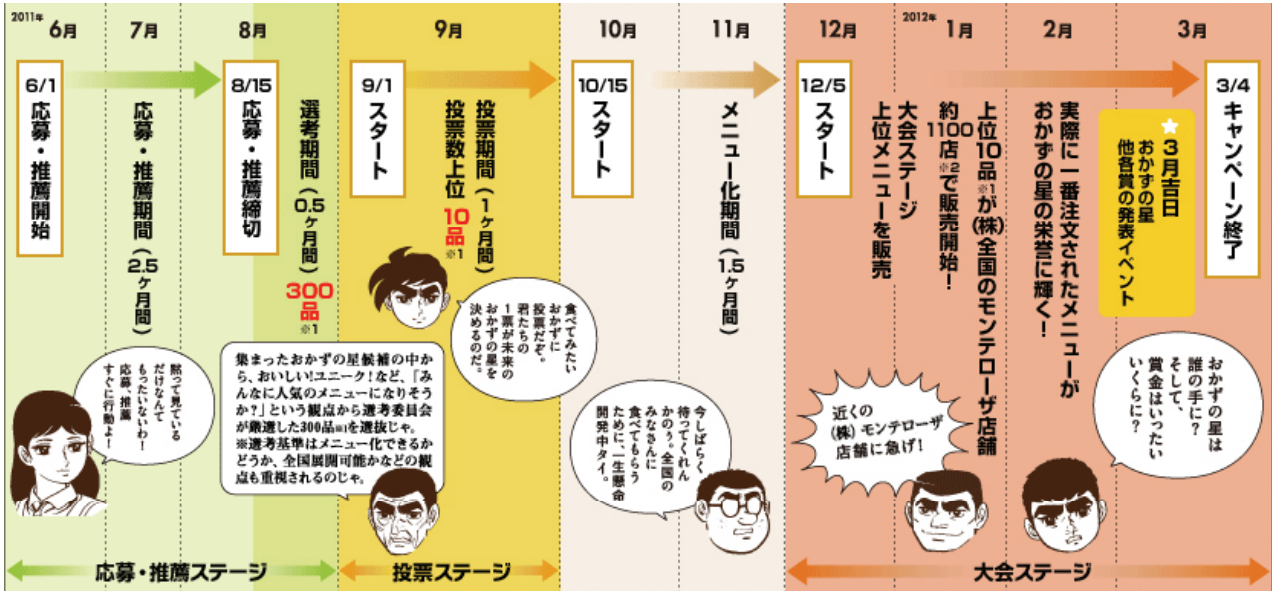 2011年
6月
7月
8月
9月
10月
11月
12月
2012年
1月
2月
3月
6/1
応募・推薦開始
応募・推薦期間(2.5ヶ月間)
8/15
応募・推薦締切
選考期間(0.5ヶ月間)
300品※1
9/1
スタート
投票期間(1ヶ月間)
投票数上位10品※1
10/15
スタート
メニュー化期間(1.5ヶ月間)
12/5
スタート
大会ステージ
上位メニューを販売
上位10品※1が(株)全国のモンテローザ店舗
約1100店※2で販売開始!
実際に一番注文されたメニューが
おかずの星の栄誉に輝く!
★3月吉日
おかずの星
他各賞の発表イベント
3/4
キャンペーン終了
黙って見ている
だけなんて
もったいないわ!
応募、推薦
すぐに行動よ!
集まったおかずの星候補の中か
ら、おいしい!ユニーク!など、「み
んなに人気のメニューになりそう
か?」という観点から選考委員会
が厳選した300品※1を選抜じゃ。
※選考基準はメニュー化できるか
どうか、全国展開可能かなどの観
点も重視されるのじゃ。
食べてみたい
おかずに
投票だぞ。
君たちの
1票が未来の
おかずの星を
決めるのだ。
今しばらく
待ってくれん
かのぅ。全国の
みなさんに
食べてもらう
ために、一生懸命
開発中タイ。
近くの
(株)モンテローザ
店舗に急げ!
おかずの星は
誰の手に?
そして、
賞金はいったい
いくらに?
応募・推薦ステージ
投票ステージ
大会ステージ